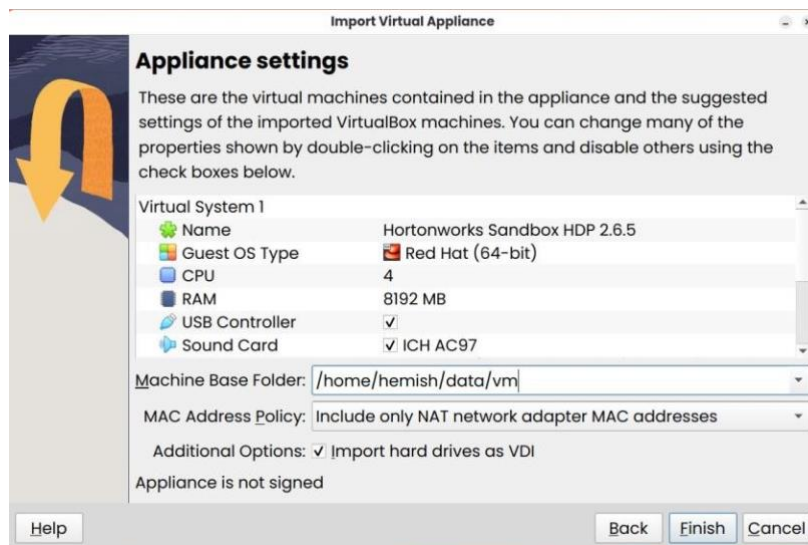 Import Virtual Appliance
Appliance settings
These are the virtual machines contained in the appliance and the suggested
settings of the imported VirtualBox machines. You can change many of the
properties shown by double-clicking on the items and disable others using the
check boxes below.
Virtual System 1
Name Hortonworks Sandbox HDP 2.6.5
Guest OS Type Red Hat (64-bit)
CPU 4
RAM 8192 MB
USB Controller
Sound Card ICH AC97
Machine Base Folder: /home/hemish/data/vm
MAC Address Policy: Include only NAT network adapter MAC addresses
Additional Options: Import hard drives as VDI
Appliance is not signed
Help Back Finish Cancel